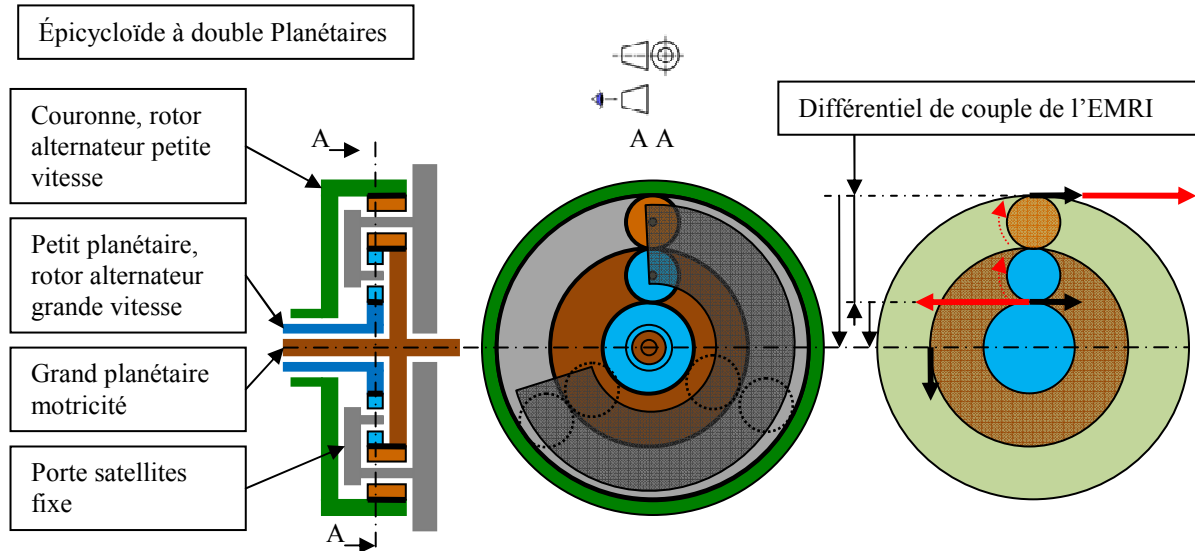 Épicycloïde à double Planétaires
Couronne, rotor
alternateur petite
vitesse
Petit planétaire,
rotor alternateur
grande vitesse
Grand planétaire
motricité
Porte satellites
fixe
A
A
A A
Différentiel de couple de l’EMRI